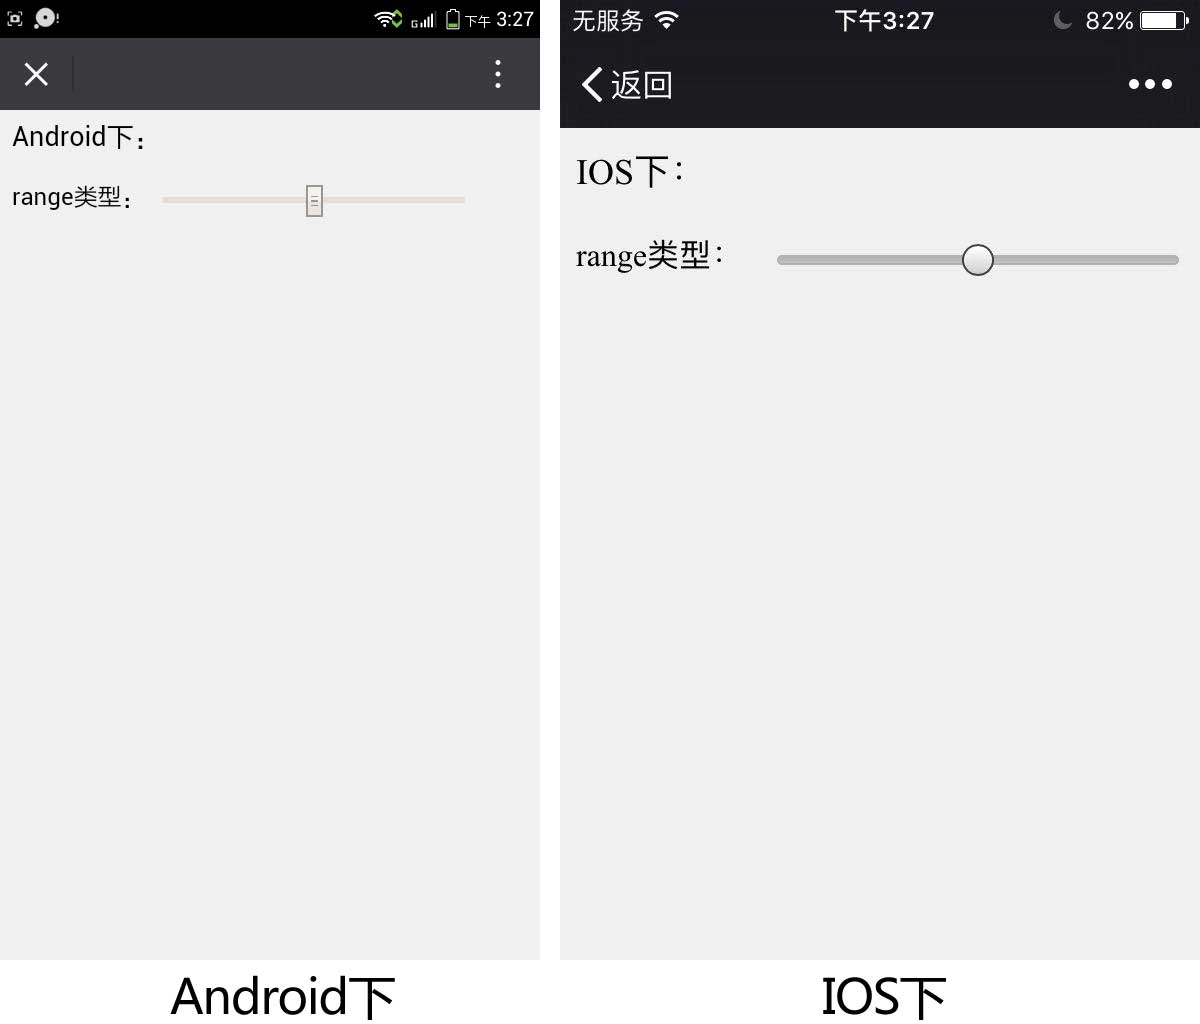 下午 3:27
Android下：
range类型：
无服务 下午3:27 82%
返回
IOS下：
range类型：
Android下
IOS下